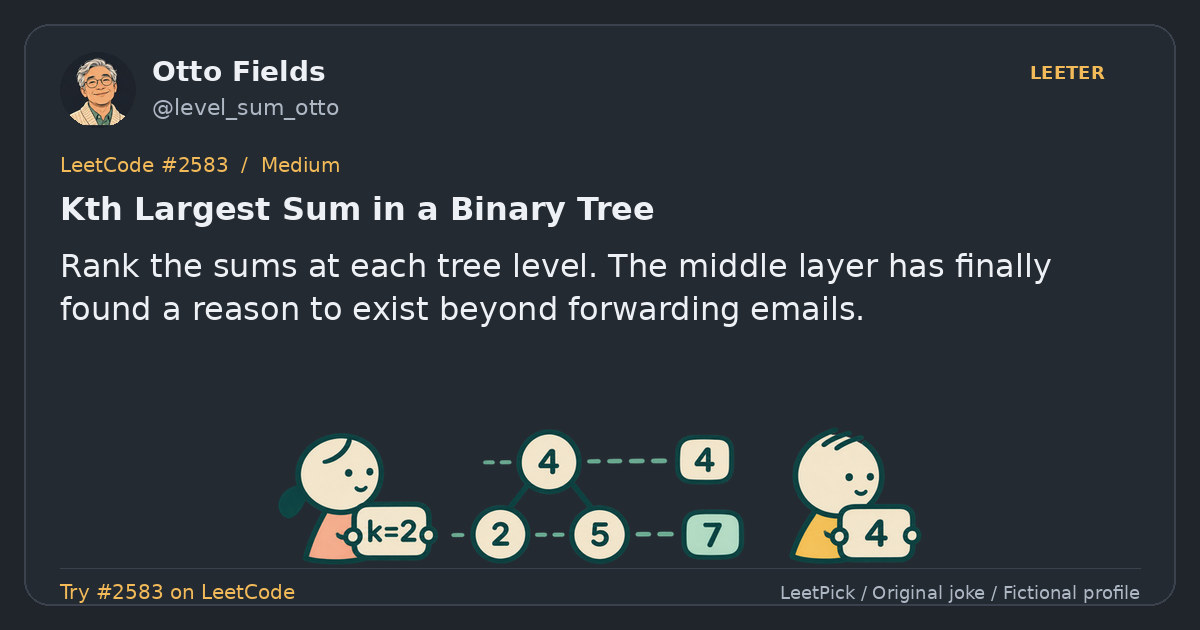 Otto Fields
@level_sum_otto
LEETER
LeetCode #2583 / Medium
Kth Largest Sum in a Binary Tree
Rank the sums at each tree level. The middle layer has finally
found a reason to exist beyond forwarding emails.
4
4
k=2
2
5
7
4
Try #2583 on LeetCode
LeetPick / Original joke / Fictional profile